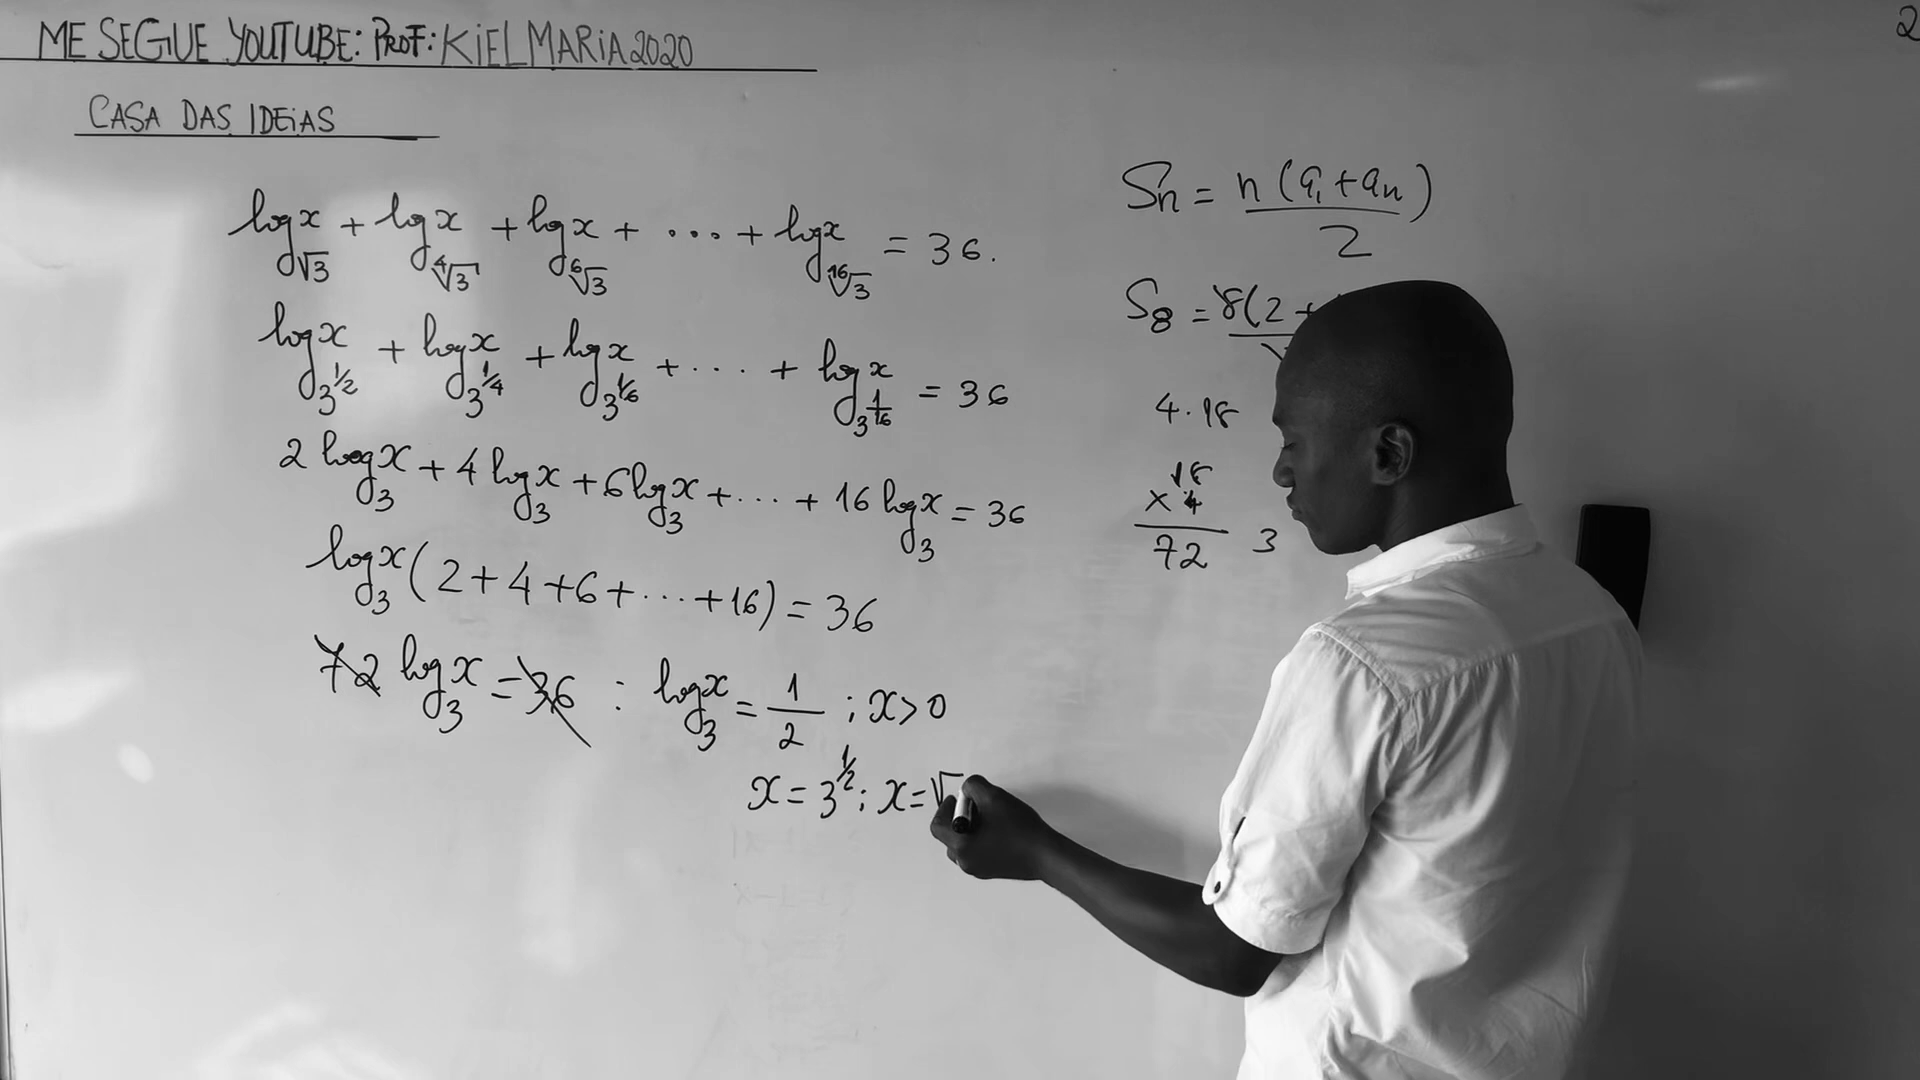 ME SEGUE YOUTUBE: PROF: KIELMARIA2020
2
CASA DAS IDEIAS
log_√3 x + log_⁴√3 x + log_⁶√3 x + ... + log_¹⁶√3 x = 36.
log_3^1/2 x + log_3^1/4 x + log_3^1/6 x + ... + log_3^1/16 x = 36
2 log_3 x + 4 log_3 x + 6 log_3 x + ... + 16 log_3 x = 36
log_3 x (2+4+6+...+16) = 36
72 log_3 x = 36 : log_3 x = 1/2 ; x>0
x = 3^1/2 ; x = √
Sn = n(a₁+an)/2
S8 = 8(2+
4.18
18
x 4
72 3